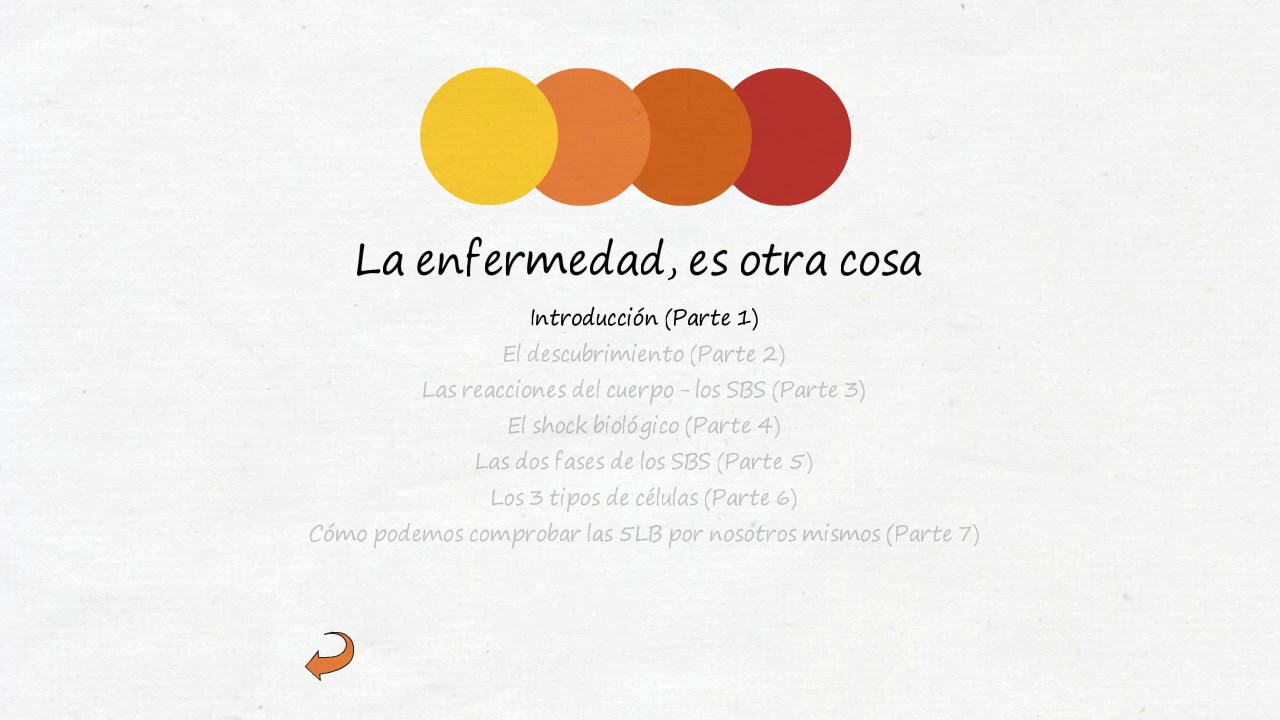 La enfermedad, es otra cosa
Introducción (Parte 1)
El descubrimiento (Parte 2)
Las reacciones del cuerpo - los SBS (Parte 3)
El shock biológico (Parte 4)
Las dos fases de los SBS (Parte 5)
Los 3 tipos de células (Parte 6)
Cómo podemos comprobar las 5LB por nosotros mismos (Parte 7)